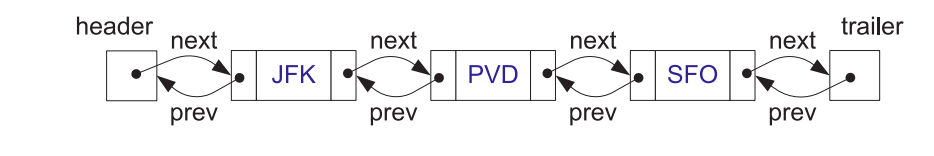 header trailer
next next next next
JFK PVD SFO
prev prev prev prev